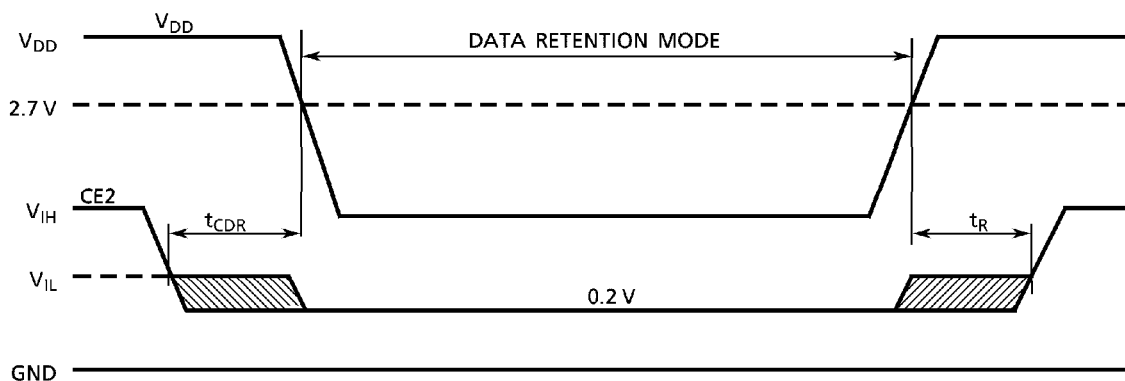 VDD
VDD
DATA RETENTION MODE
2.7 V
CE2
VIH
tCDR
tR
VIL
0.2 V
GND